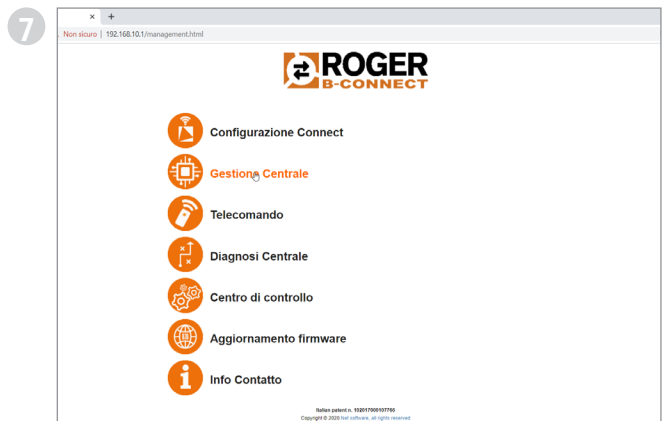 7
× +
Non sicuro | 192.168.10.1/management.html
ROGER
B-CONNECT
Configurazione Connect
Gestione Centrale
Telecomando
Diagnosi Centrale
Centro di controllo
Aggiornamento firmware
Info Contatto
Italian patent n. 102017000107766
Copyright © 2020 Net software, all rights reserved